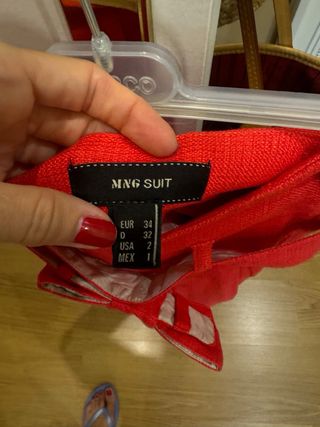 MNG SUIT
EUR 34
D 32
USA 2
MEX 1